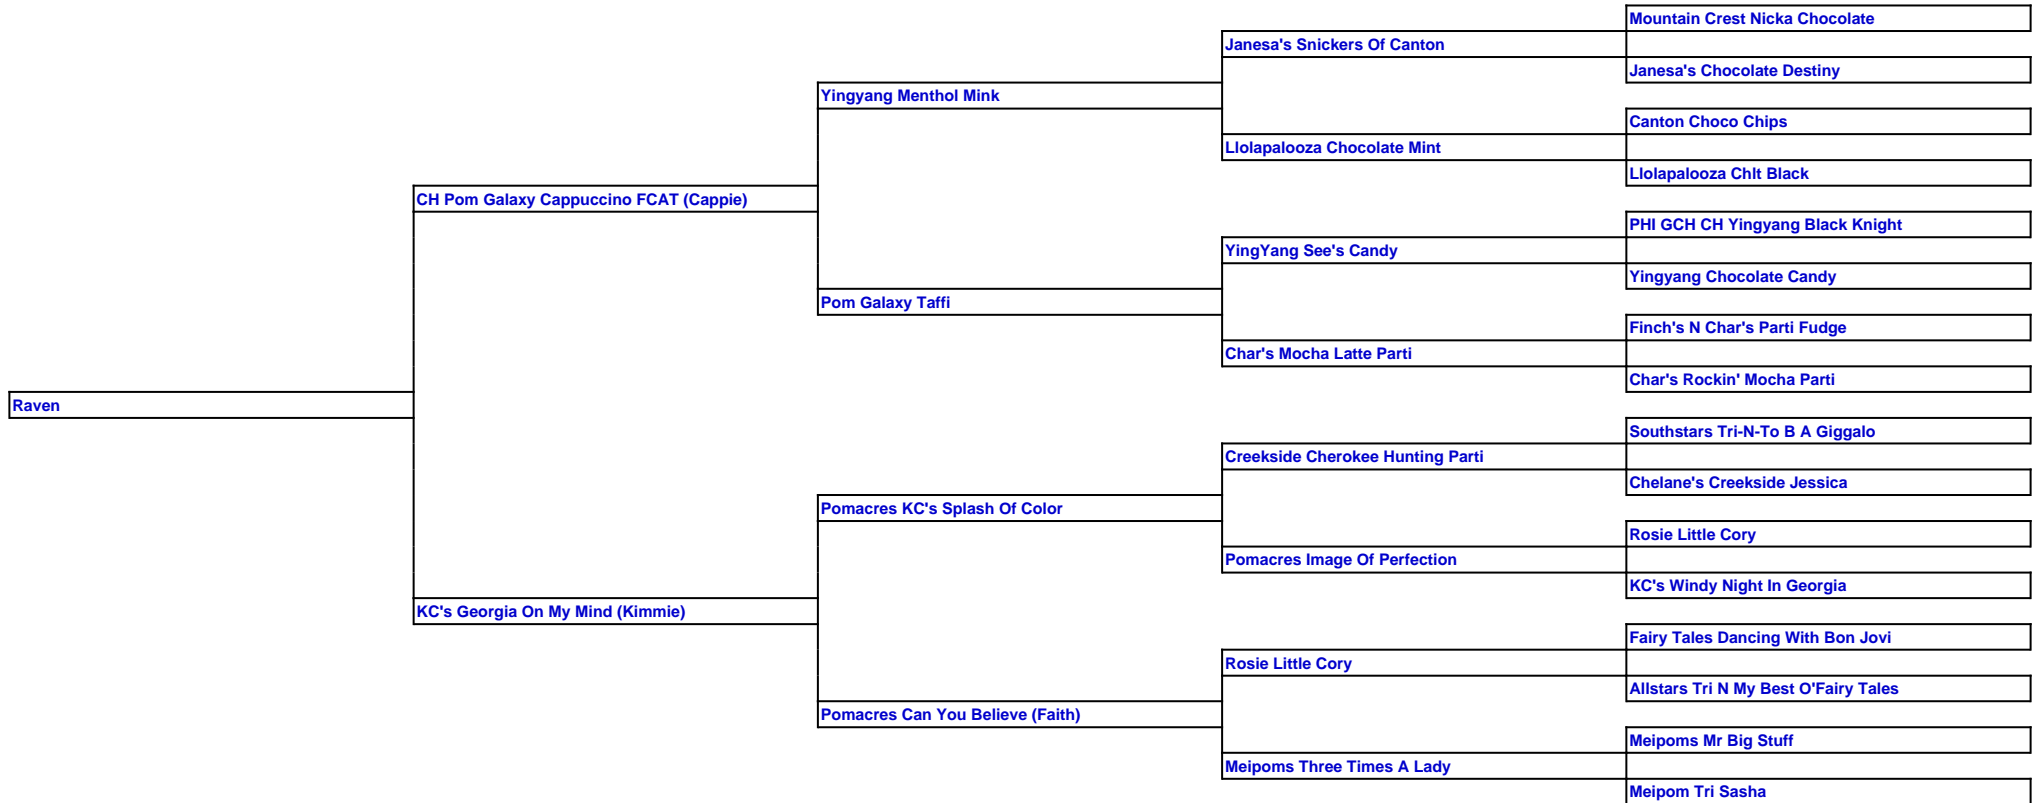 Mountain Crest Nicka Chocolate
Janesa's Snickers Of Canton
Janesa's Chocolate Destiny
Yingyang Menthol Mink
Canton Choco Chips
Llolapalooza Chocolate Mint
Llolapalooza Chlt Black
CH Pom Galaxy Cappuccino FCAT (Cappie)
PHI GCH CH Yingyang Black Knight
YingYang See's Candy
Yingyang Chocolate Candy
Pom Galaxy Taffi
Finch's N Char's Parti Fudge
Char's Mocha Latte Parti
Char's Rockin' Mocha Parti
Raven
Southstars Tri-N-To B A Giggalo
Creekside Cherokee Hunting Parti
Chelane's Creekside Jessica
Pomacres KC's Splash Of Color
Rosie Little Cory
Pomacres Image Of Perfection
KC's Windy Night In Georgia
KC's Georgia On My Mind (Kimmie)
Fairy Tales Dancing With Bon Jovi
Rosie Little Cory
Allstars Tri N My Best O'Fairy Tales
Pomacres Can You Believe (Faith)
Meipoms Mr Big Stuff
Meipoms Three Times A Lady
Meipom Tri Sasha